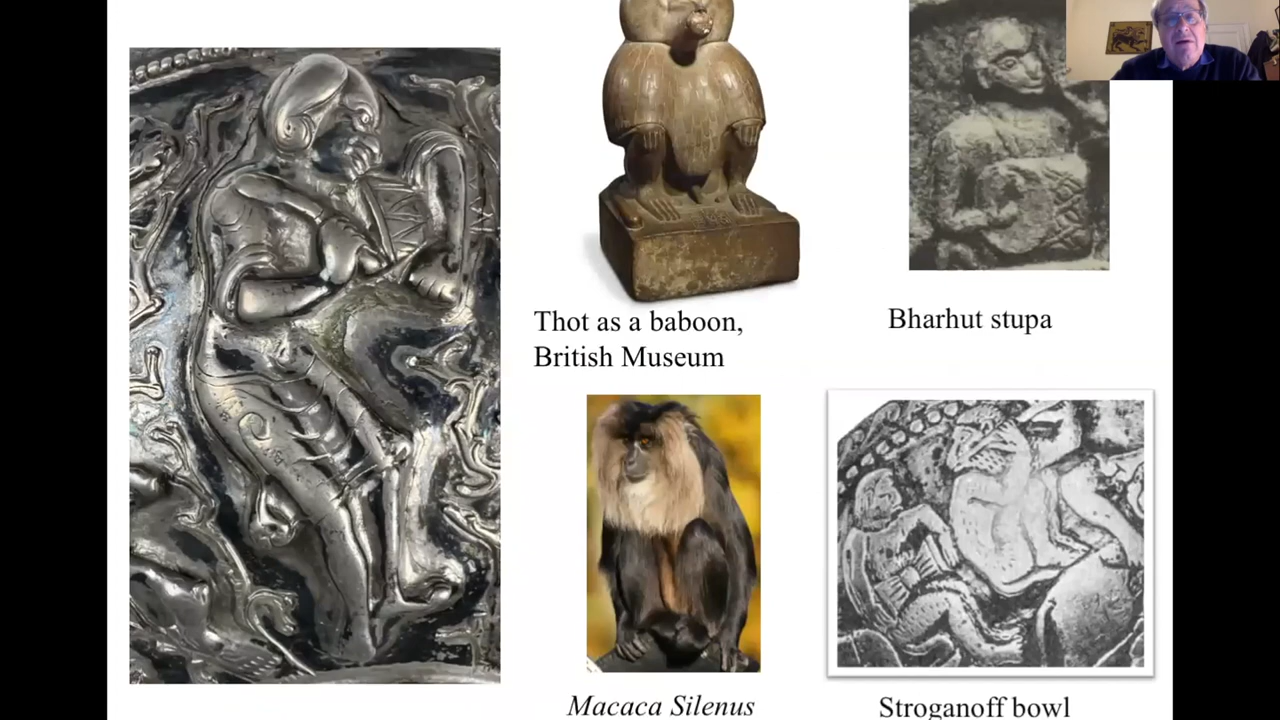 Thot as a baboon,
British Museum
Bharhut stupa
Macaca Silenus
Stroganoff bowl